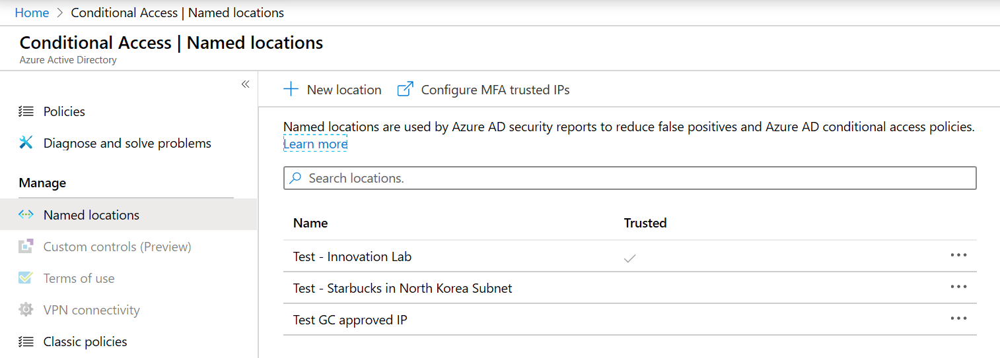 Home > Conditional Access | Named locations
Conditional Access | Named locations
Azure Active Directory
«
Policies
Diagnose and solve problems
Manage
Named locations
Custom controls (Preview)
Terms of use
VPN connectivity
Classic policies
New location Configure MFA trusted IPs
Named locations are used by Azure AD security reports to reduce false positives and Azure AD conditional access policies.
Learn more
Search locations.
Name Trusted
Test - Innovation Lab ✓ •••
Test - Starbucks in North Korea Subnet •••
Test GC approved IP •••